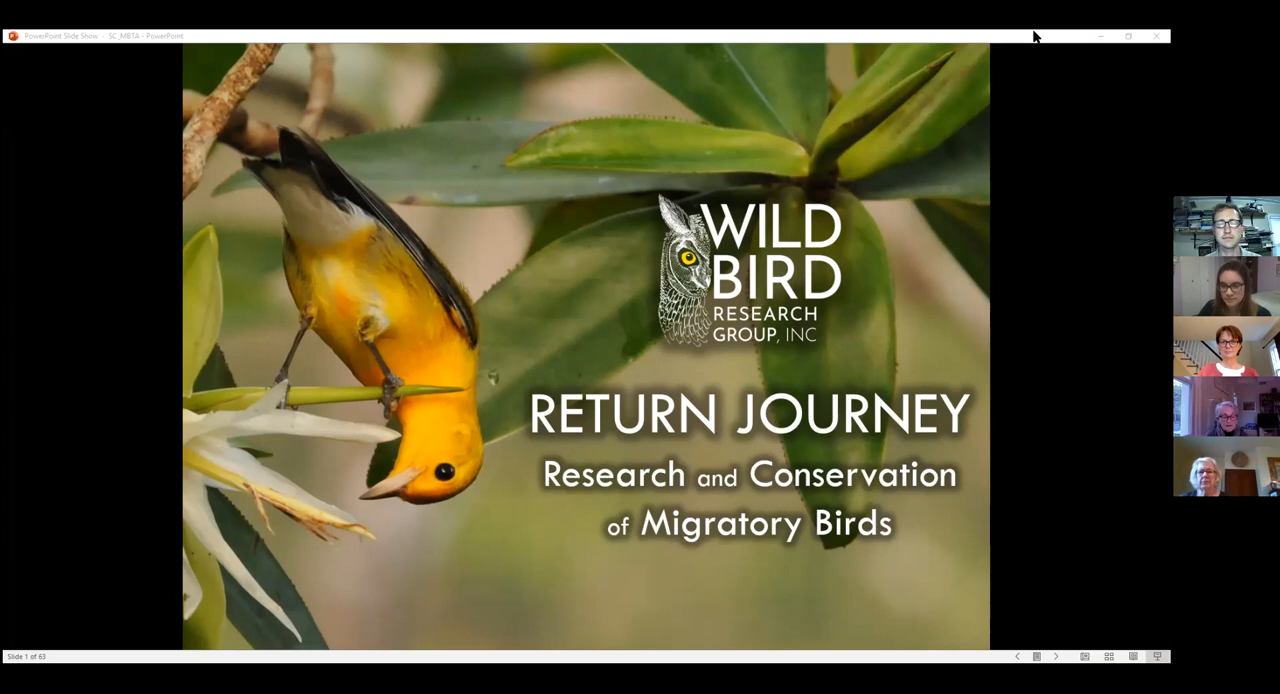 PowerPoint Slide Show - SC_MBTA - PowerPoint
WILD
BIRD
RESEARCH
GROUP, INC
RETURN JOURNEY
Research and Conservation
of Migratory Birds
Slide 1 of 63